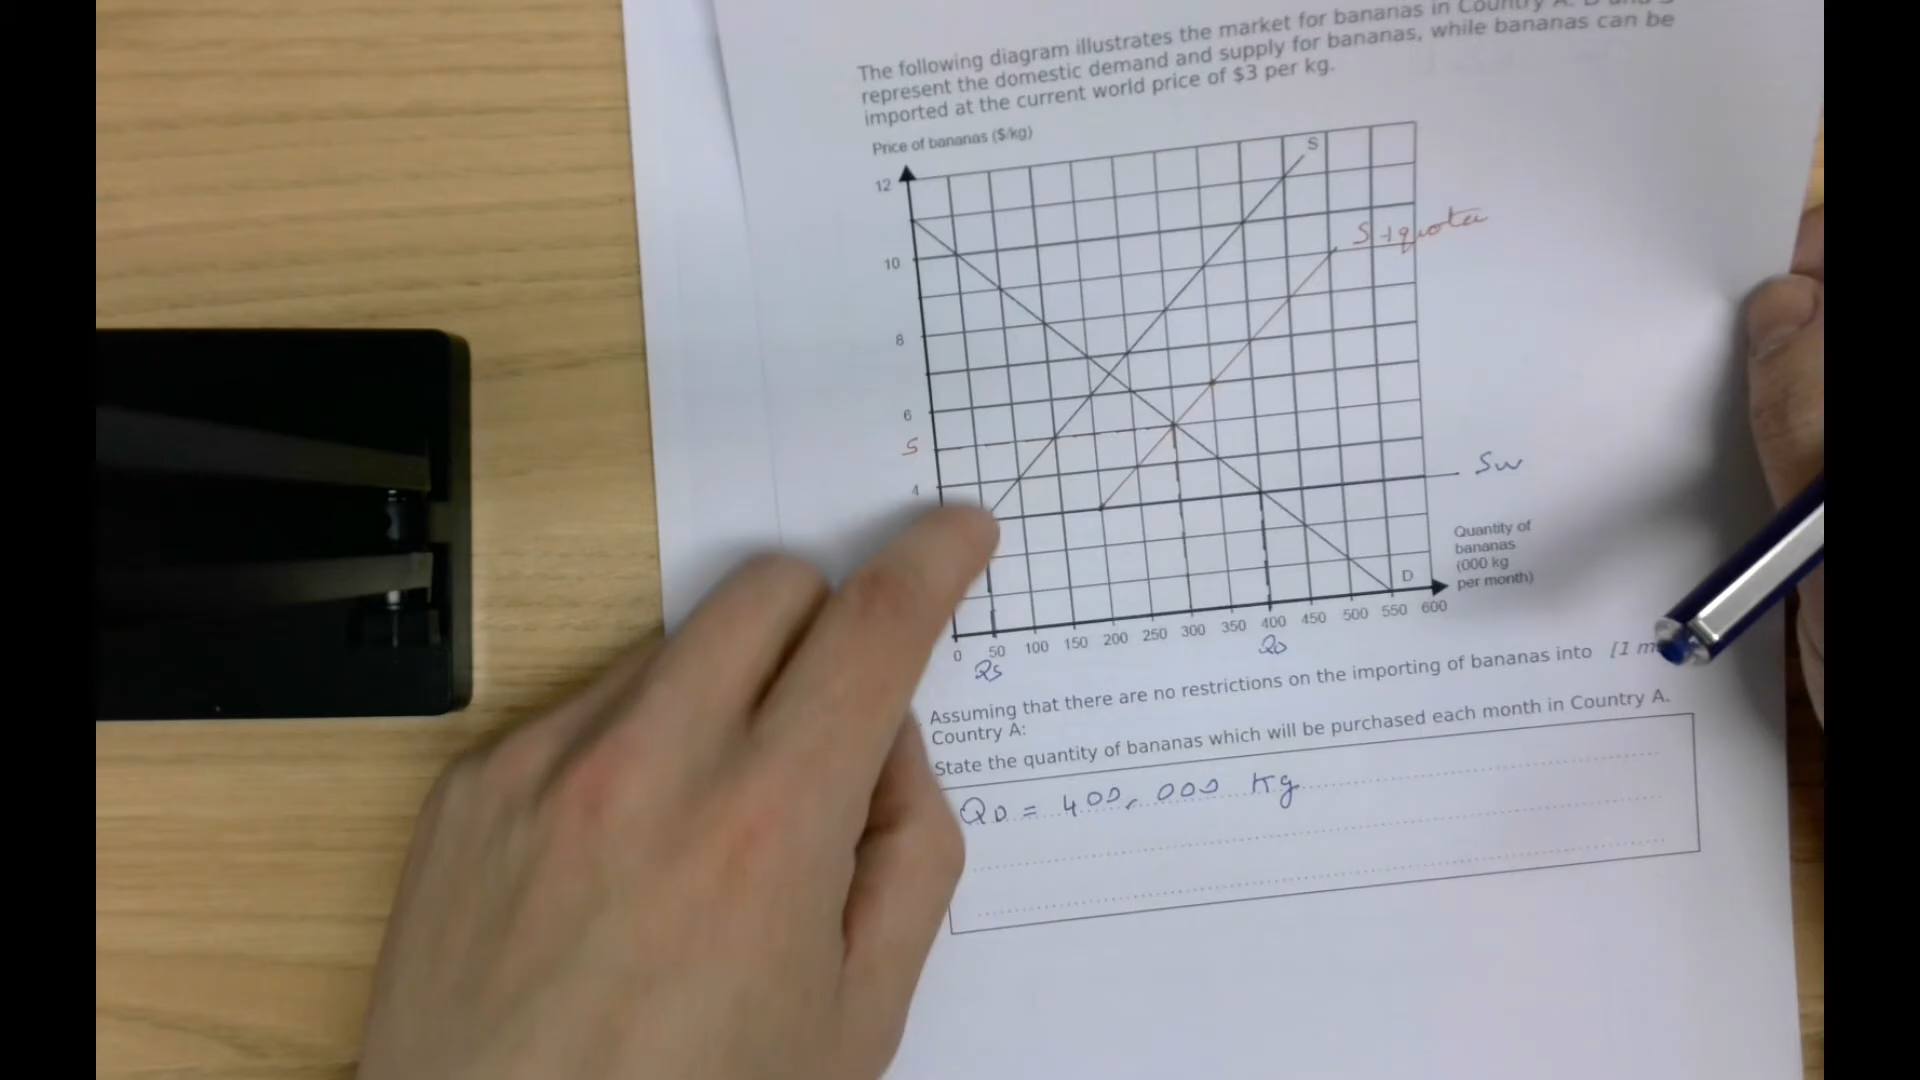 The following diagram illustrates the market for bananas in Country A. D and S
represent the domestic demand and supply for bananas, while bananas can be
imported at the current world price of $3 per kg.
Price of bananas ($/kg)
12
S
S+quota
10
8
6
5
4
Sw
Quantity of
bananas
(000 kg
per month)
D
0 50 100 150 200 250 300 350 400 450 500 550 600
Qs
QD
Assuming that there are no restrictions on the importing of bananas into [1
Country A:
State the quantity of bananas which will be purchased each month in Country A.
QD = 400,000 Kg